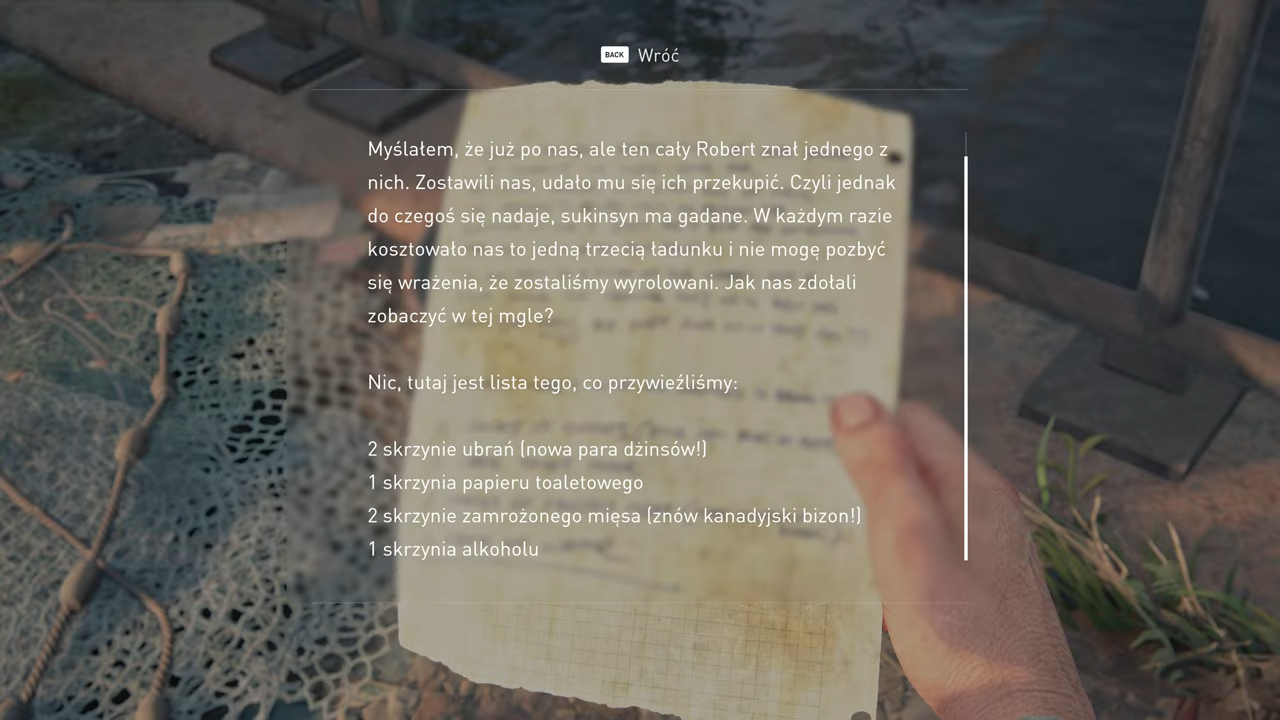 BACK Wróć
Myślałem, że już po nas, ale ten cały Robert znał jednego z
nich. Zostawili nas, udało mu się ich przekupić. Czyli jednak
do czegoś się nadaje, sukinsyn ma gadane. W każdym razie
kosztowało nas to jedną trzecią ładunku i nie mogę pozbyć
się wrażenia, że zostaliśmy wyrolowani. Jak nas zdołali
zobaczyć w tej mgle?
Nic, tutaj jest lista tego, co przywieźliśmy:
2 skrzynie ubrań (nowa para dżinsów!)
1 skrzynia papieru toaletowego
2 skrzynie zamrożonego mięsa (znów kanadyjski bizon!)
1 skrzynia alkoholu